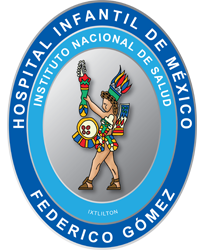 HOSPITAL INFANTIL DE MÉXICO
INSTITUTO NACIONAL DE SALUD
IXTLILTON
FEDERICO GÓMEZ